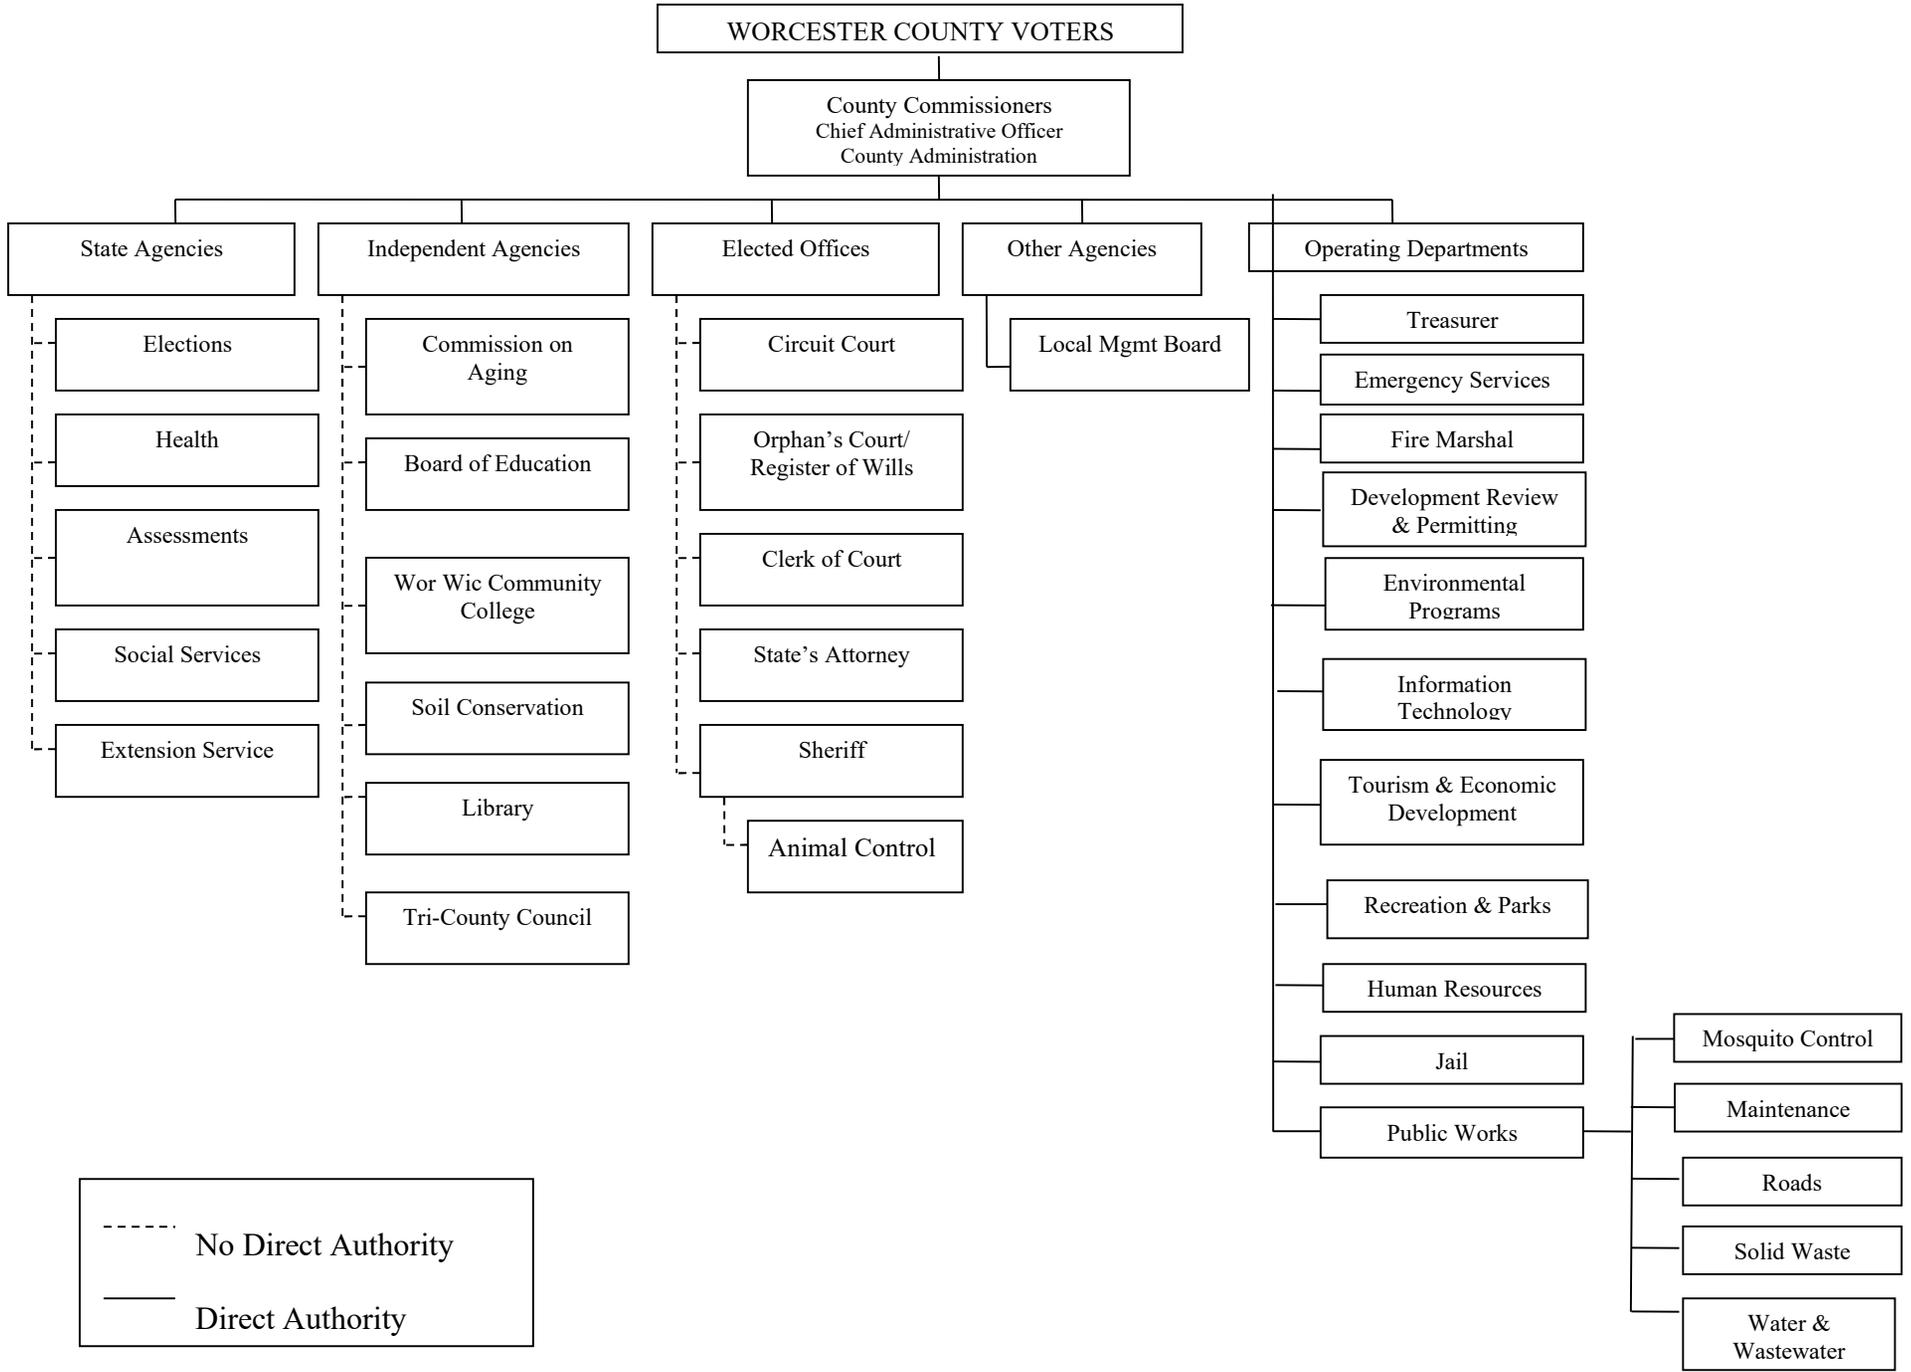 WORCESTER COUNTY VOTERS
County Commissioners
Chief Administrative Officer
County Administration
State Agencies
Independent Agencies
Elected Offices
Other Agencies
Operating Departments
Elections
Health
Assessments
Social Services
Extension Service
Commission on
Aging
Board of Education
Wor Wic Community
College
Soil Conservation
Library
Tri-County Council
Circuit Court
Orphan’s Court/
Register of Wills
Clerk of Court
State’s Attorney
Sheriff
Animal Control
Local Mgmt Board
Treasurer
Emergency Services
Fire Marshal
Development Review
& Permitting
Environmental
Programs
Information
Technology
Tourism & Economic
Development
Recreation & Parks
Human Resources
Jail
Public Works
Mosquito Control
Maintenance
Roads
Solid Waste
Water &
Wastewater
No Direct Authority
Direct Authority